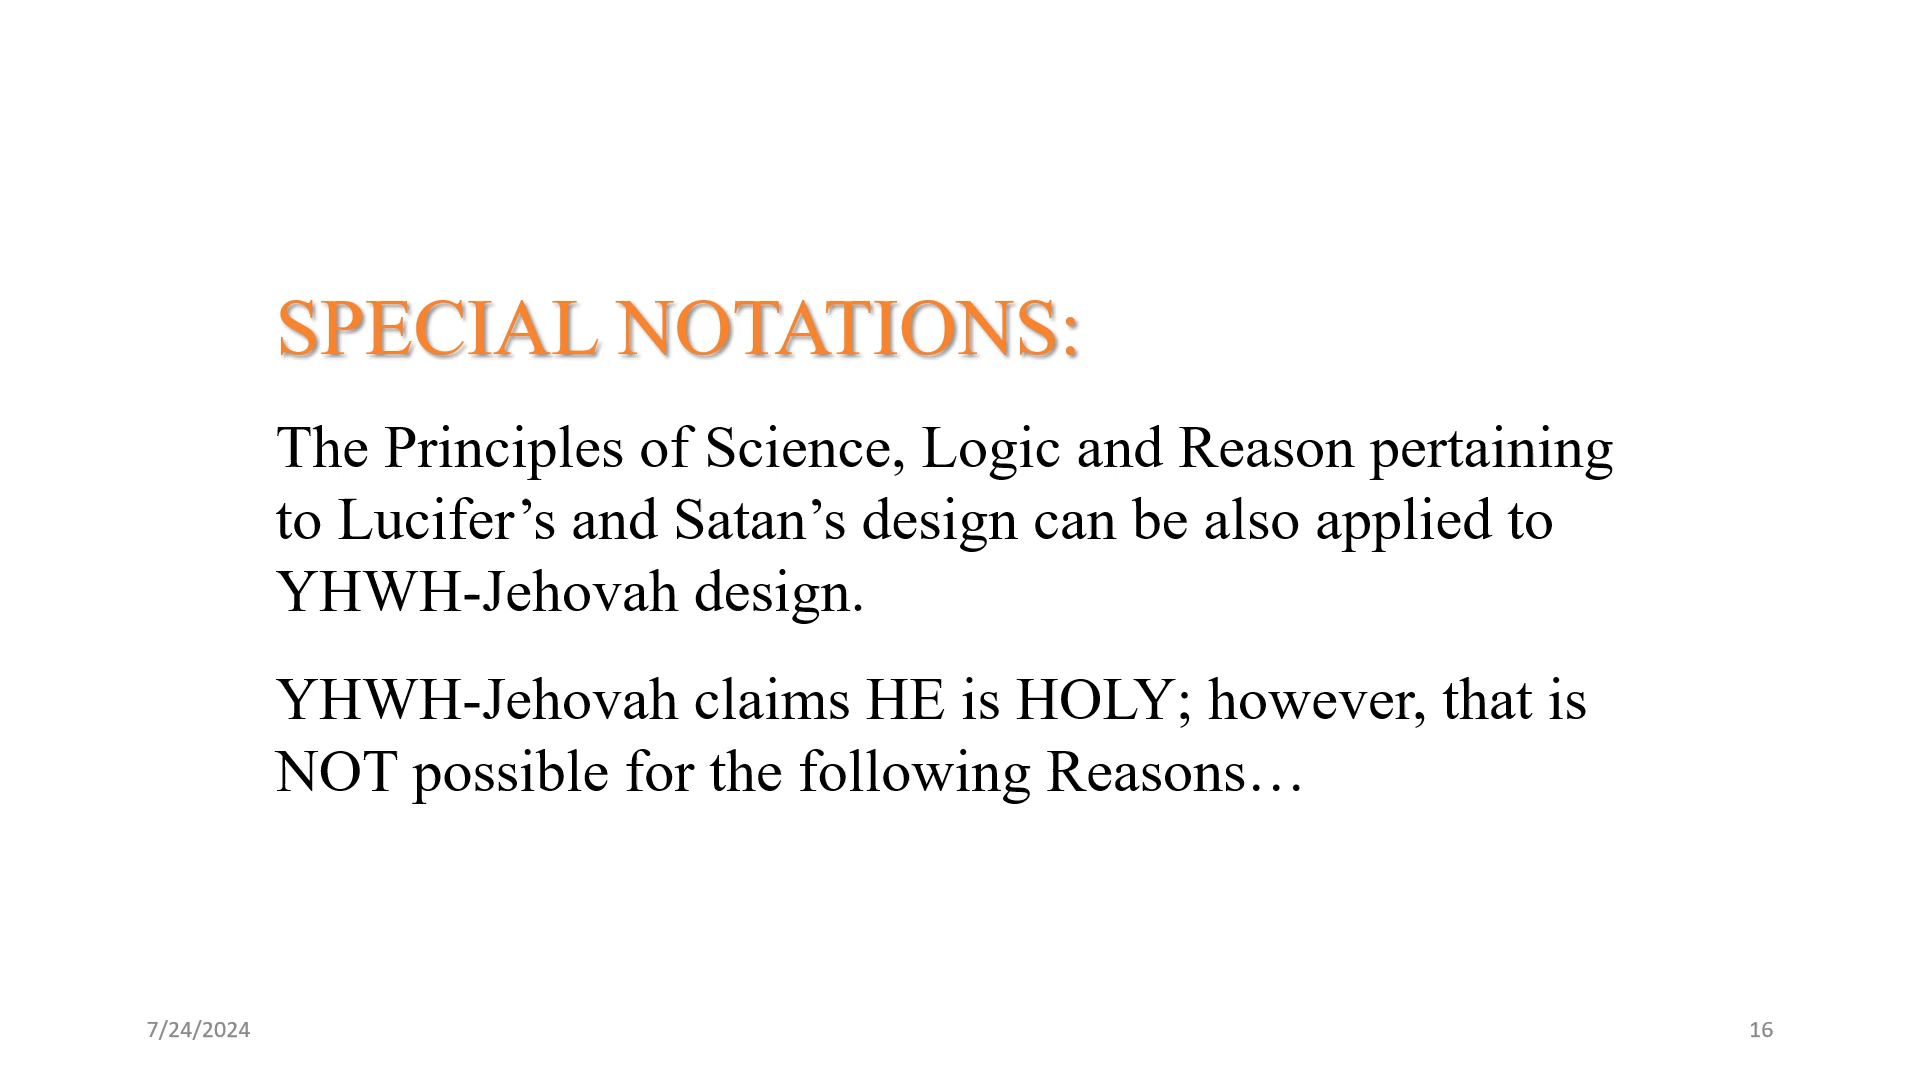 SPECIAL NOTATIONS:
The Principles of Science, Logic and Reason pertaining
to Lucifer’s and Satan’s design can be also applied to
YHWH-Jehovah design.
YHWH-Jehovah claims HE is HOLY; however, that is
NOT possible for the following Reasons…
7/24/2024
16